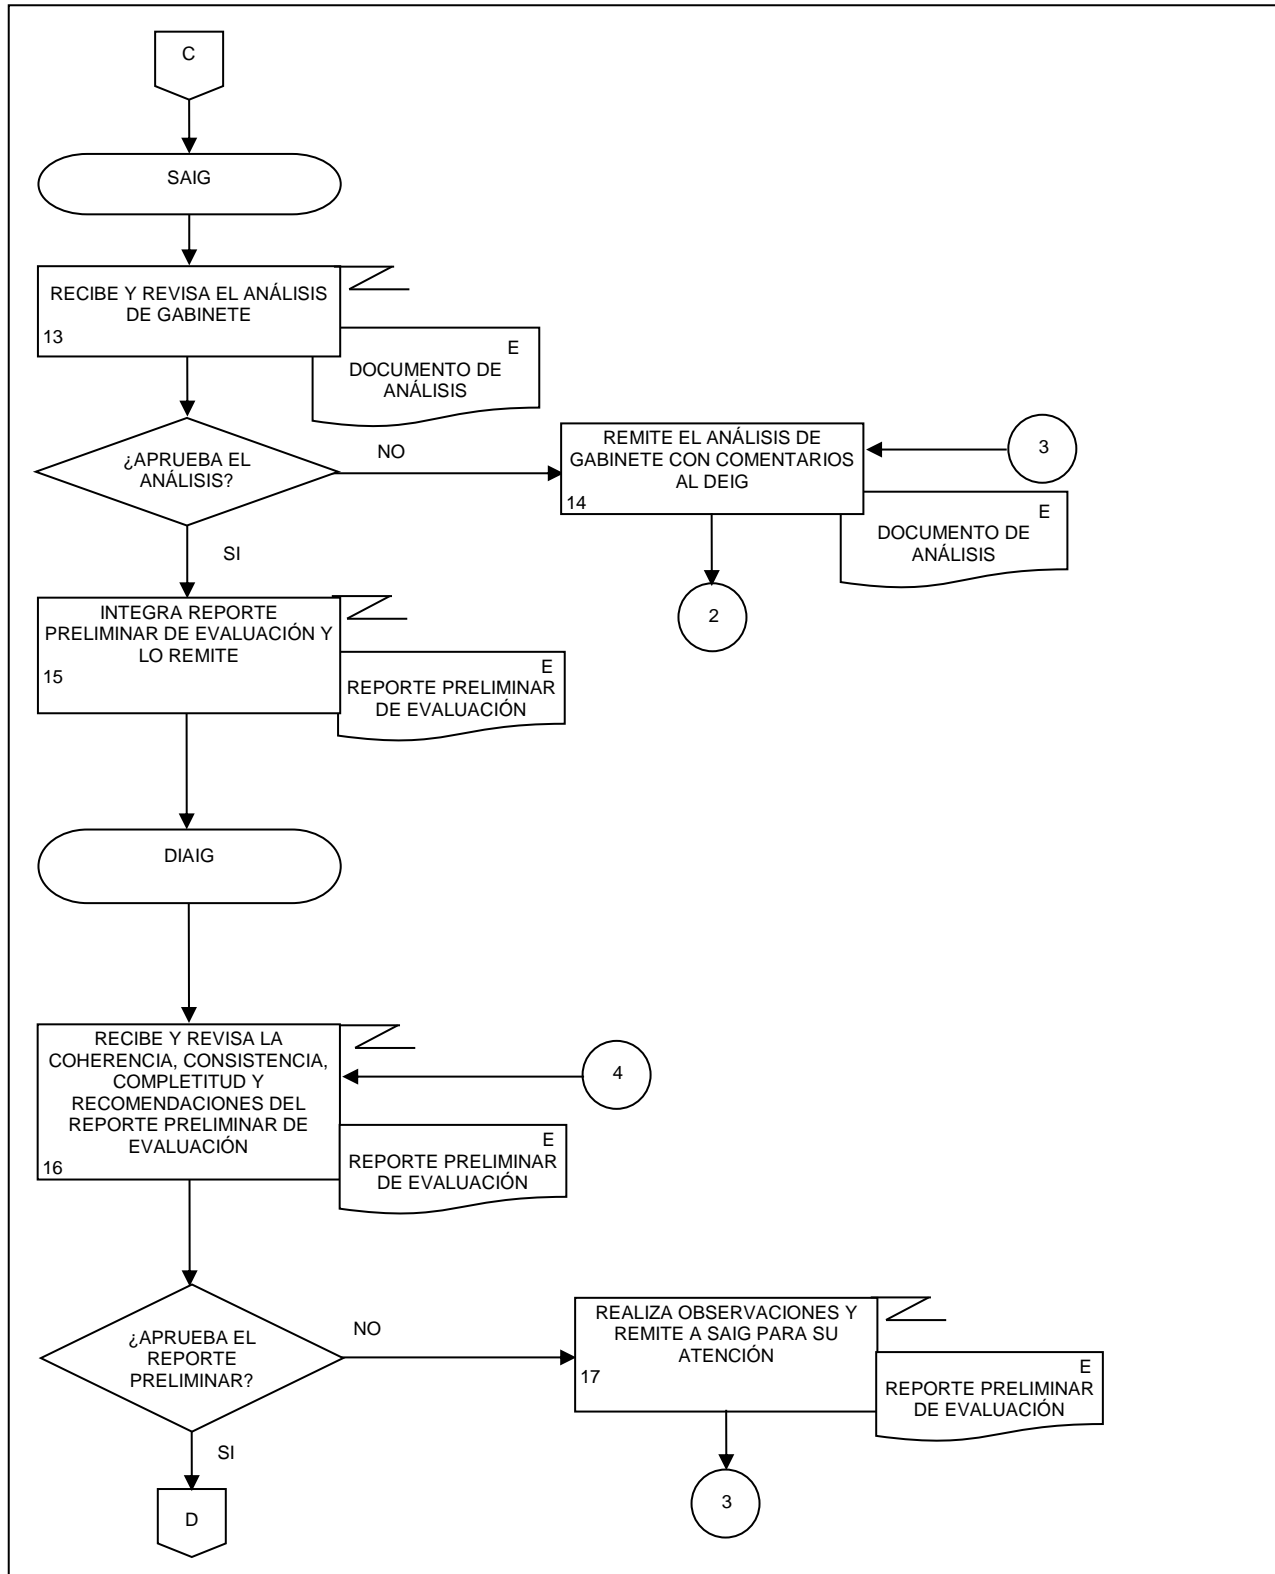 C
SAIG
RECIBE Y REVISA EL ANÁLISIS
DE GABINETE
13
E
DOCUMENTO DE
ANÁLISIS
¿APRUEBA EL
ANÁLISIS?
NO
REMITE EL ANÁLISIS DE
GABINETE CON COMENTARIOS
AL DEIG
14
3
E
DOCUMENTO DE
ANÁLISIS
2
SI
INTEGRA REPORTE
PRELIMINAR DE EVALUACIÓN Y
LO REMITE
15
E
REPORTE PRELIMINAR
DE EVALUACIÓN
DIAIG
RECIBE Y REVISA LA
COHERENCIA, CONSISTENCIA,
COMPLETITUD Y
RECOMENDACIONES DEL
REPORTE PRELIMINAR DE
EVALUACIÓN
16
4
E
REPORTE PRELIMINAR
DE EVALUACIÓN
¿APRUEBA EL
REPORTE
PRELIMINAR?
NO
REALIZA OBSERVACIONES Y
REMITE A SAIG PARA SU
ATENCIÓN
17
E
REPORTE PRELIMINAR
DE EVALUACIÓN
SI
D
3